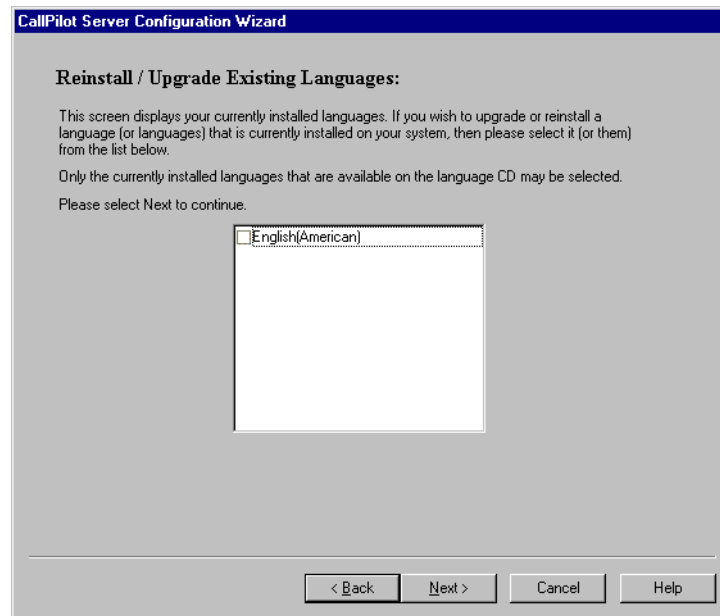 CallPilot Server Configuration Wizard
Reinstall / Upgrade Existing Languages:
This screen displays your currently installed languages. If you wish to upgrade or reinstall a
language (or languages) that is currently installed on your system, then please select it (or them)
from the list below.
Only the currently installed languages that are available on the language CD may be selected.
Please select Next to continue.
English(American)
< Back
Next >
Cancel
Help